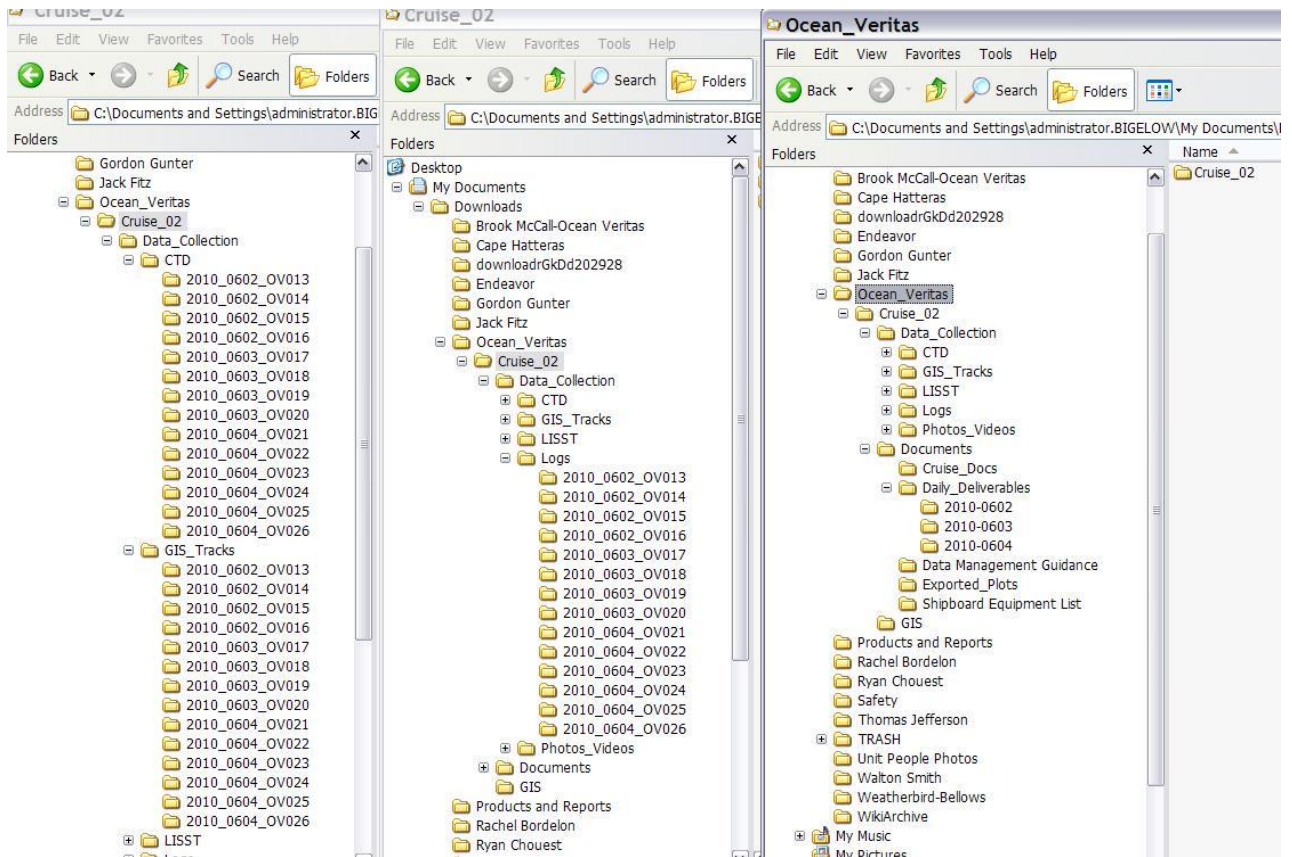 Cruise_02
File Edit View Favorites Tools Help
Back Search Folders
Address C:\Documents and Settings\administrator.BIG
Folders
Gordon Gunter
Jack Fitz
Ocean_Veritas
Cruise_02
Data_Collection
CTD
2010_0602_OV013
2010_0602_OV014
2010_0602_OV015
2010_0602_OV016
2010_0603_OV017
2010_0603_OV018
2010_0603_OV019
2010_0603_OV020
2010_0604_OV021
2010_0604_OV022
2010_0604_OV023
2010_0604_OV024
2010_0604_OV025
2010_0604_OV026
GIS_Tracks
2010_0602_OV013
2010_0602_OV014
2010_0602_OV015
2010_0602_OV016
2010_0603_OV017
2010_0603_OV018
2010_0603_OV019
2010_0603_OV020
2010_0604_OV021
2010_0604_OV022
2010_0604_OV023
2010_0604_OV024
2010_0604_OV025
2010_0604_OV026
LISST
Cruise_02
File Edit View Favorites Tools Help
Back Search Folders
Address C:\Documents and Settings\administrator.BIGE
Folders
Desktop
My Documents
Downloads
Brook McCall-Ocean Veritas
Cape Hatteras
downloadrGkDd202928
Endeavor
Gordon Gunter
Jack Fitz
Ocean_Veritas
Cruise_02
Data_Collection
CTD
GIS_Tracks
LISST
Logs
2010_0602_OV013
2010_0602_OV014
2010_0602_OV015
2010_0602_OV016
2010_0603_OV017
2010_0603_OV018
2010_0603_OV019
2010_0603_OV020
2010_0604_OV021
2010_0604_OV022
2010_0604_OV023
2010_0604_OV024
2010_0604_OV025
2010_0604_OV026
Photos_Videos
Documents
GIS
Products and Reports
Rachel Bordelon
Ryan Chouest
Ocean_Veritas
File Edit View Favorites Tools Help
Back Search Folders
Address C:\Documents and Settings\administrator.BIGELOW\My Documents\
Folders
Name
Cruise_02
Brook McCall-Ocean Veritas
Cape Hatteras
downloadrGkDd202928
Endeavor
Gordon Gunter
Jack Fitz
Ocean_Veritas
Cruise_02
Data_Collection
CTD
GIS_Tracks
LISST
Logs
Photos_Videos
Documents
Cruise_Docs
Daily_Deliverables
2010-0602
2010-0603
2010-0604
Data Management Guidance
Exported_Plots
Shipboard Equipment List
GIS
Products and Reports
Rachel Bordelon
Ryan Chouest
Safety
Thomas Jefferson
TRASH
Unit People Photos
Walton Smith
Weatherbird-Bellows
WikiArchive
My Music
My Pictures